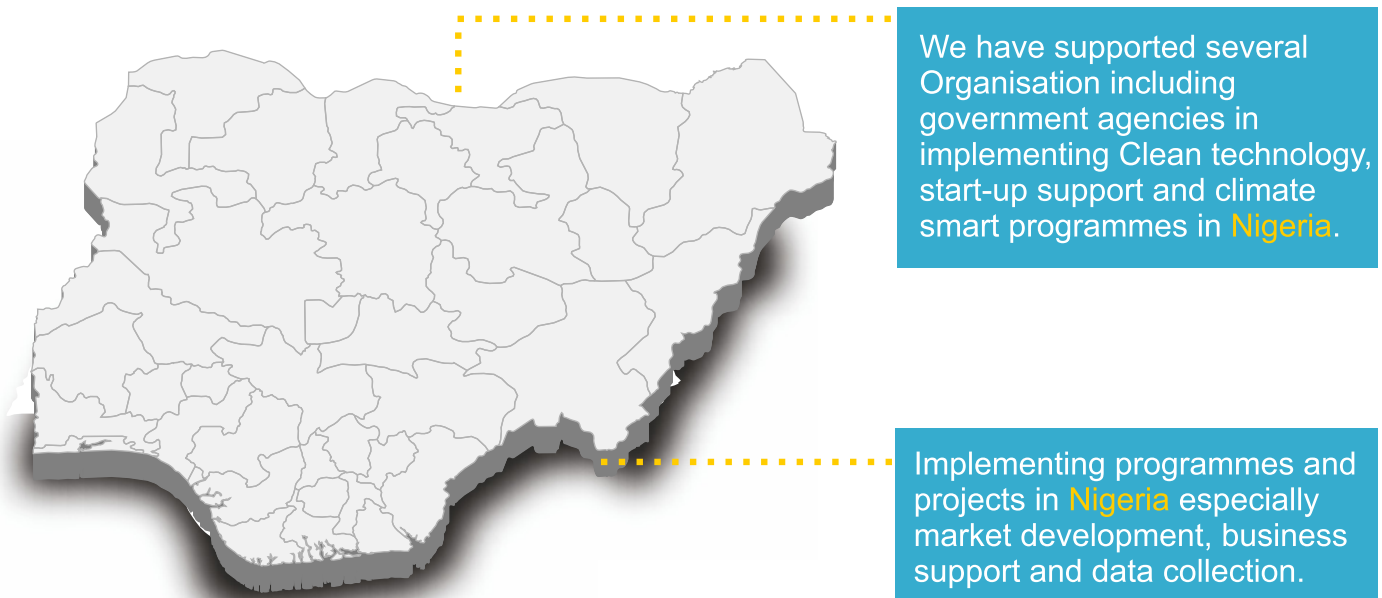 We have supported several
Organisation including
government agencies in
implementing Clean technology,
start-up support and climate
smart programmes in Nigeria.
Implementing programmes and
projects in Nigeria especially
market development, business
support and data collection.